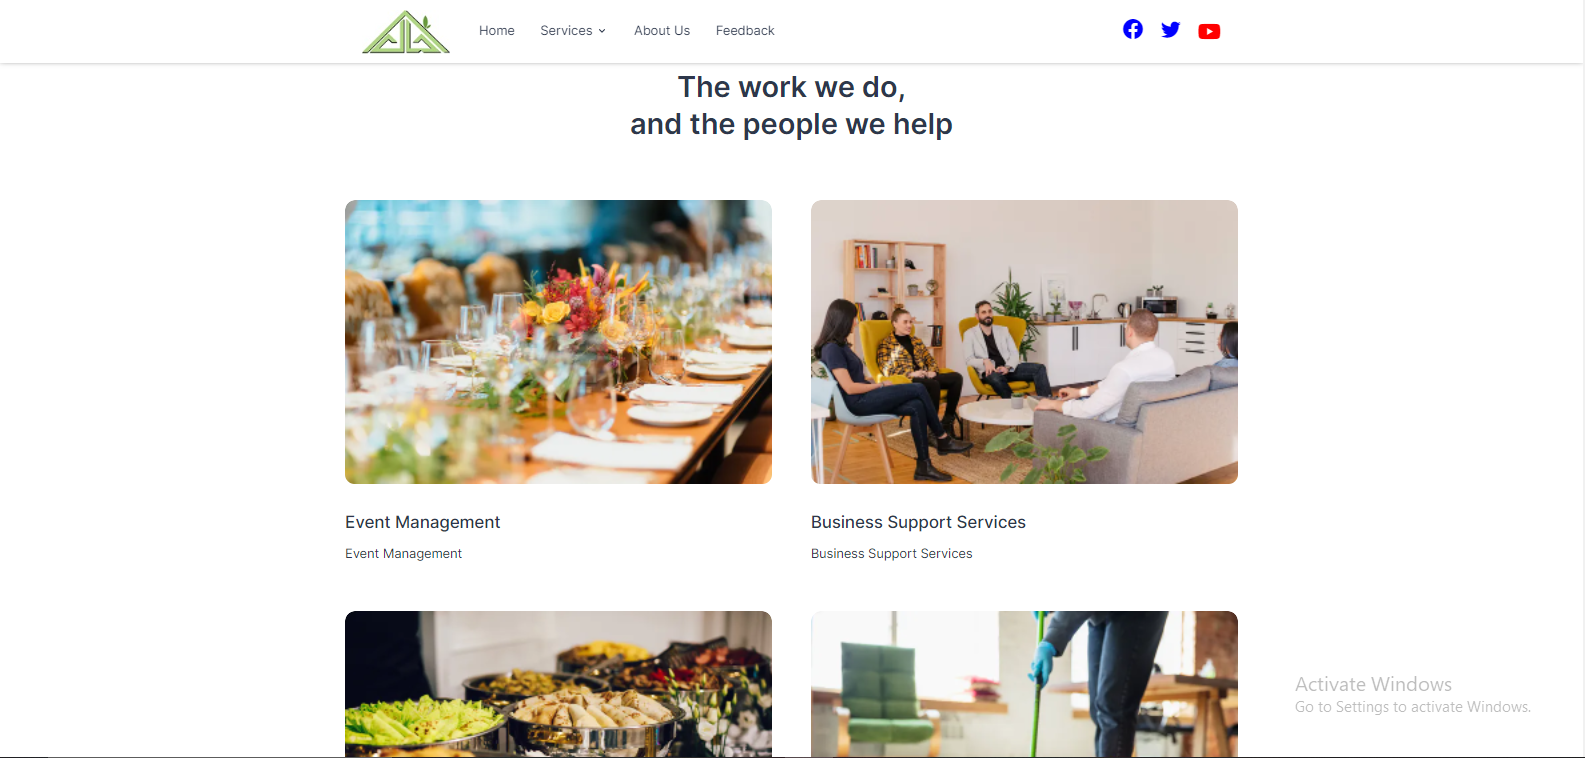 Home Services About Us Feedback
The work we do,
and the people we help
Event Management
Event Management
Business Support Services
Business Support Services
Activate Windows
Go to Settings to activate Windows.